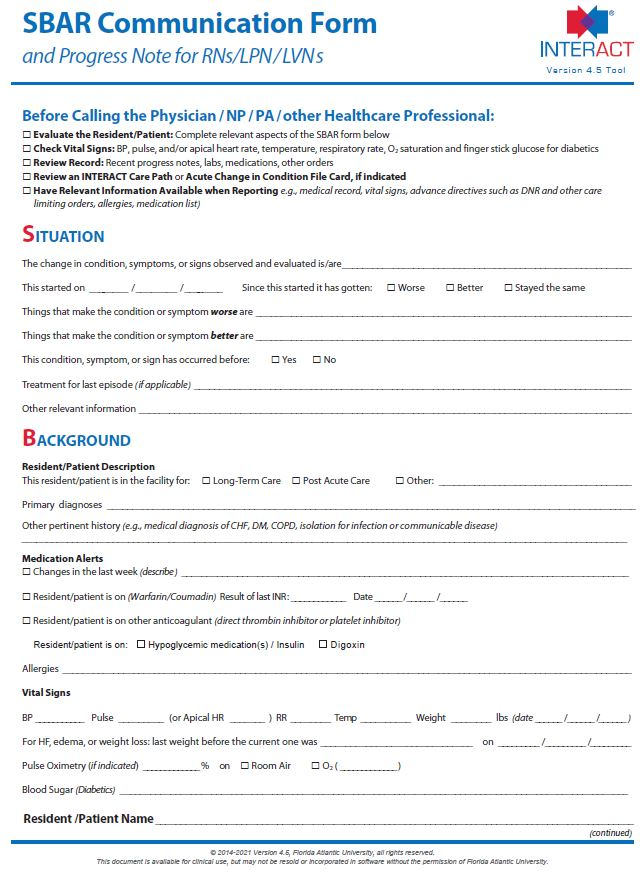 SBAR Communication Form
and Progress Note for RNs/LPN/LVNs
®
INTERACT
Version 4.5 Tool
Before Calling the Physician / NP / PA / other Healthcare Professional:
☐ Evaluate the Resident/Patient: Complete relevant aspects of the SBAR form below
☐ Check Vital Signs: BP, pulse, and/or apical heart rate, temperature, respiratory rate, O₂ saturation and finger stick glucose for diabetics
☐ Review Record: Recent progress notes, labs, medications, other orders
☐ Review an INTERACT Care Path or Acute Change in Condition File Card, if indicated
☐ Have Relevant Information Available when Reporting e.g., medical record, vital signs, advance directives such as DNR and other care
limiting orders, allergies, medication list)
SITUATION
The change in condition, symptoms, or signs observed and evaluated is/are____________
This started on ________ /________ /________ Since this started it has gotten: ☐ Worse ☐ Better ☐ Stayed the same
Things that make the condition or symptom worse are ____________
Things that make the condition or symptom better are ____________
This condition, symptom, or sign has occurred before: ☐ Yes ☐ No
Treatment for last episode (if applicable) ____________
Other relevant information ____________
BACKGROUND
Resident/Patient Description
This resident/patient is in the facility for: ☐ Long-Term Care ☐ Post Acute Care ☐ Other: ____________
Primary diagnoses ____________
Other pertinent history (e.g., medical diagnosis of CHF, DM, COPD, isolation for infection or communicable disease)
Medication Alerts
☐ Changes in the last week (describe) ____________
☐ Resident/patient is on (Warfarin/Coumadin) Result of last INR: ____________ Date ______/______/______
☐ Resident/patient is on other anticoagulant (direct thrombin inhibitor or platelet inhibitor)
Resident/patient is on: ☐ Hypoglycemic medication(s) / Insulin ☐ Digoxin
Allergies ____________
Vital Signs
BP __________ Pulse __________ (or Apical HR ________ ) RR ________ Temp __________ Weight ________ lbs (date ______/______/______)
For HF, edema, or weight loss: last weight before the current one was ____________ on ________ /________/________
Pulse Oximetry (if indicated) ____________% on ☐ Room Air ☐ O₂ ( ____________)
Blood Sugar (Diabetics) ____________
Resident /Patient Name ____________
(continued)
© 2014-2021 Version 4.5, Florida Atlantic University, all rights reserved.
This document is available for clinical use, but may not be resold or incorporated in software without the permission of Florida Atlantic University.